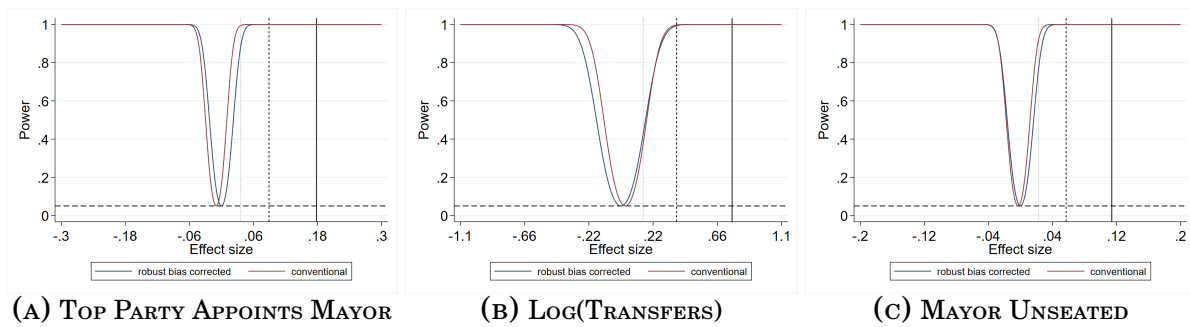 1
.8
.6
.4
.2
0
Power
-.3 -.18 -.06 .06 .18 .3
Effect size
robust bias corrected conventional
(A) Top Party Appoints Mayor
1
.8
.6
.4
.2
0
Power
-1.1 -.66 -.22 .22 .66 1.1
Effect size
robust bias corrected conventional
(B) Log(Transfers)
1
.8
.6
.4
.2
0
Power
-.2 -.12 -.04 .04 .12 .2
Effect size
robust bias corrected conventional
(C) Mayor Unseated